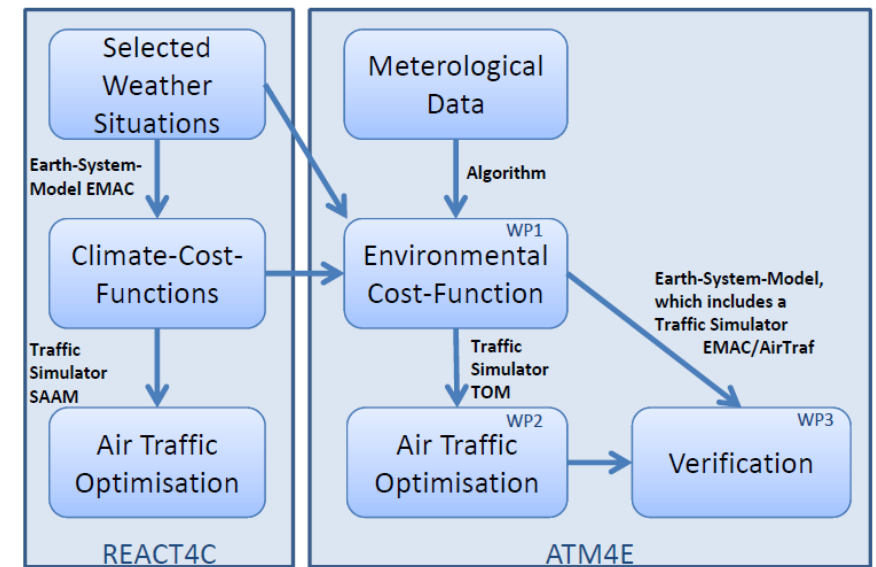 Selected
Weather
Situations
Earth-System-
Model EMAC
Climate-Cost-
Functions
Traffic
Simulator
SAAM
Air Traffic
Optimisation
REACT4C
Meterological
Data
Algorithm
WP1
Environmental
Cost-Function
Earth-System-Model,
which includes a
Traffic Simulator
EMAC/AirTraf
Traffic
Simulator
TOM
WP2
Air Traffic
Optimisation
WP3
Verification
ATM4E